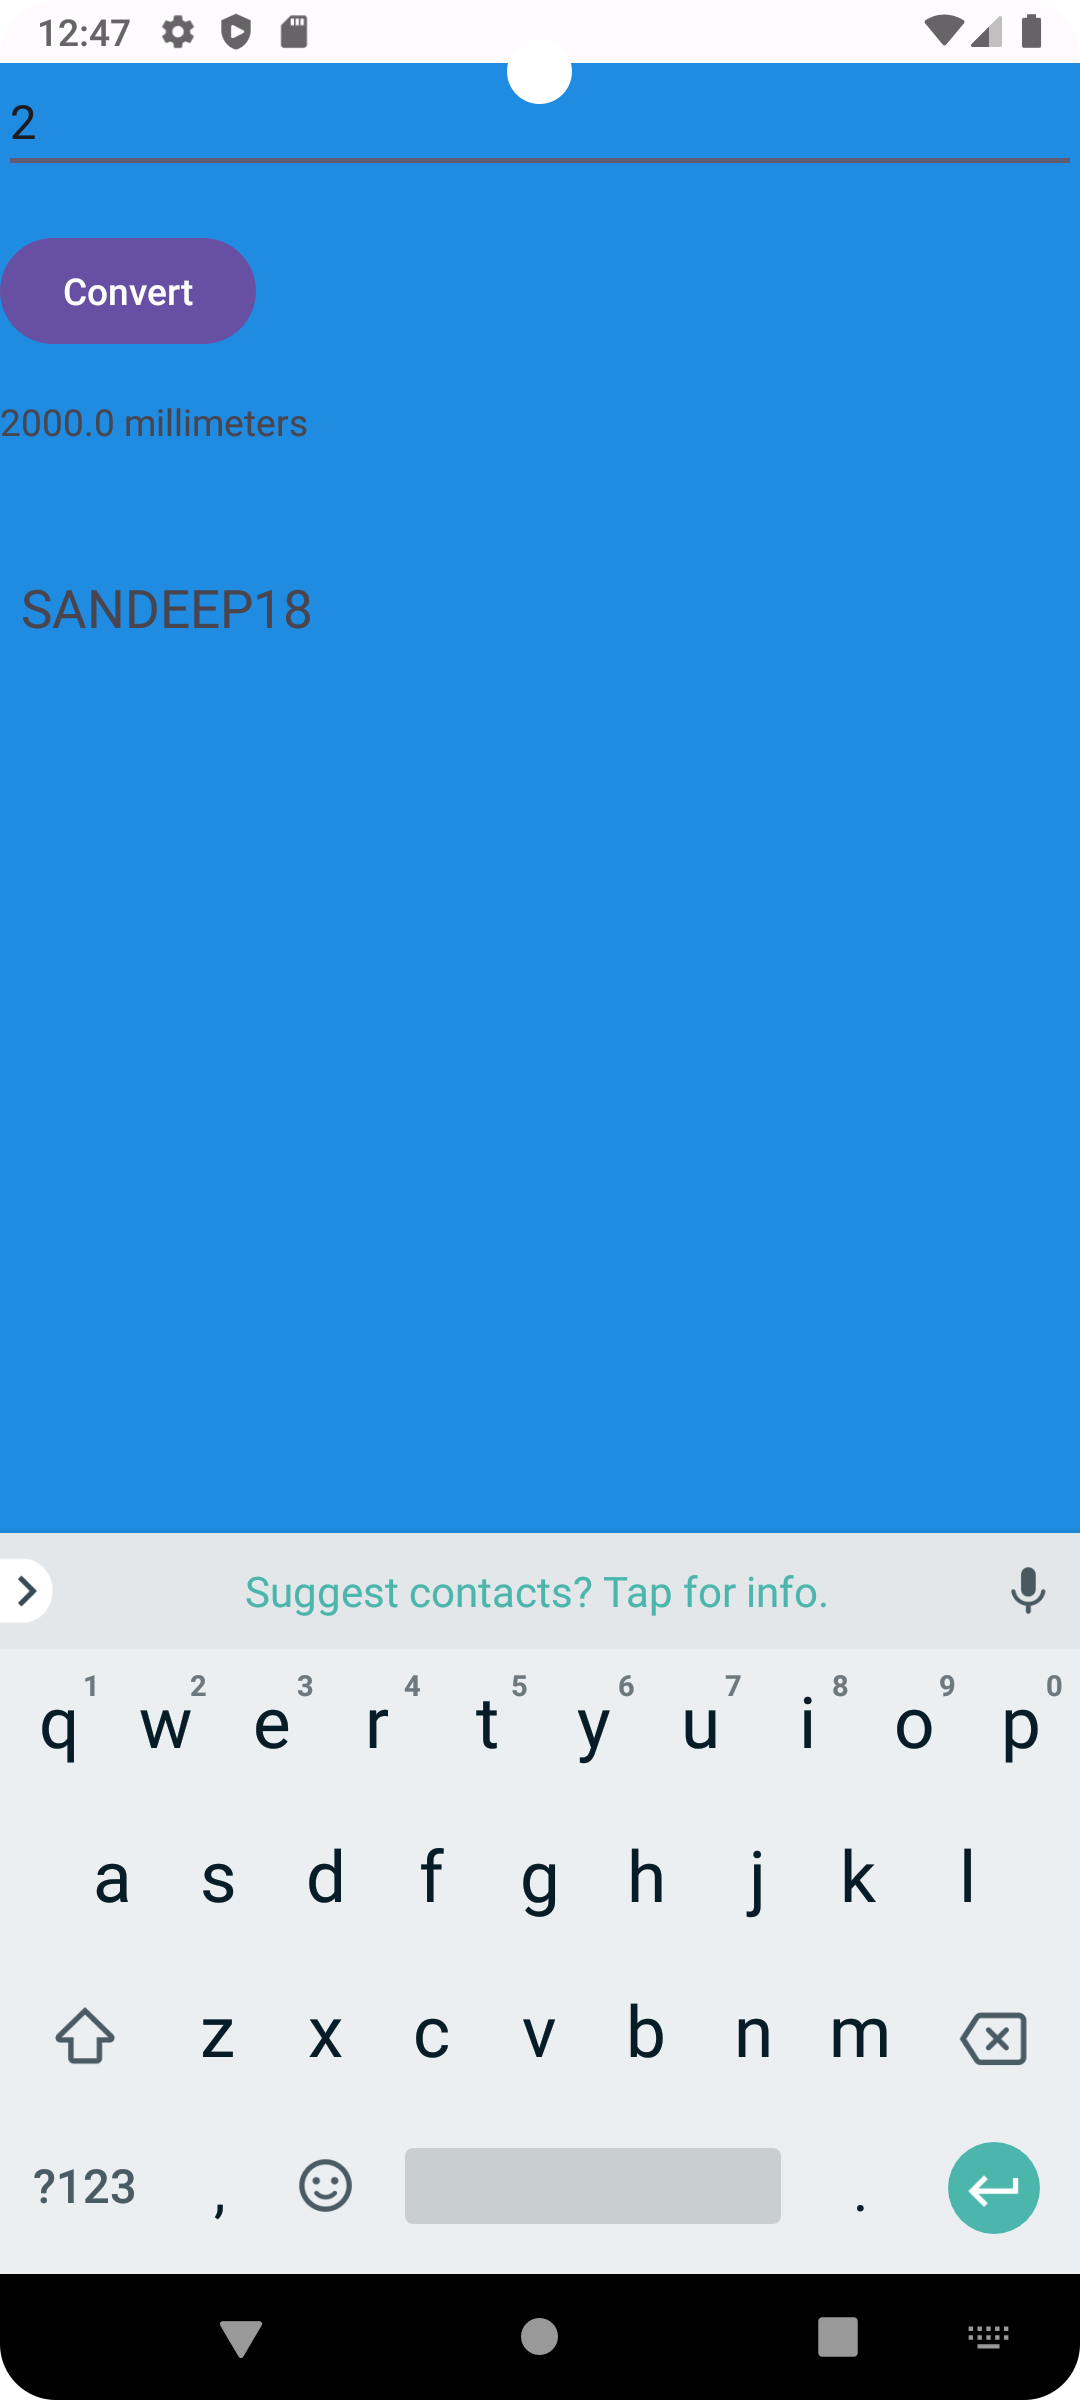 12:47
2
Convert
2000.0 millimeters
SANDEEP18
Suggest contacts? Tap for info.
1 2 3 4 5 6 7 8 9 0
q w e r t y u i o p
a s d f g h j k l
z x c v b n m
?123 , .